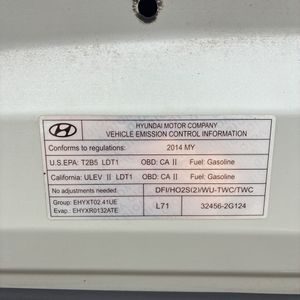 HYUNDAI MOTOR COMPANY
VEHICLE EMISSION CONTROL INFORMATION
Conforms to regulations: 2014 MY
U.S.EPA: T2B5 LDT1 OBD: CA II Fuel: Gasoline
California: ULEV II LDT1 OBD: CA II Fuel: Gasoline
No adjustments needed DFI/HO2S(2)/WU-TWC/TWC
Group: EHYXT02.41UE
Evap.: EHYXR0132ATE
L71 32456-2G124